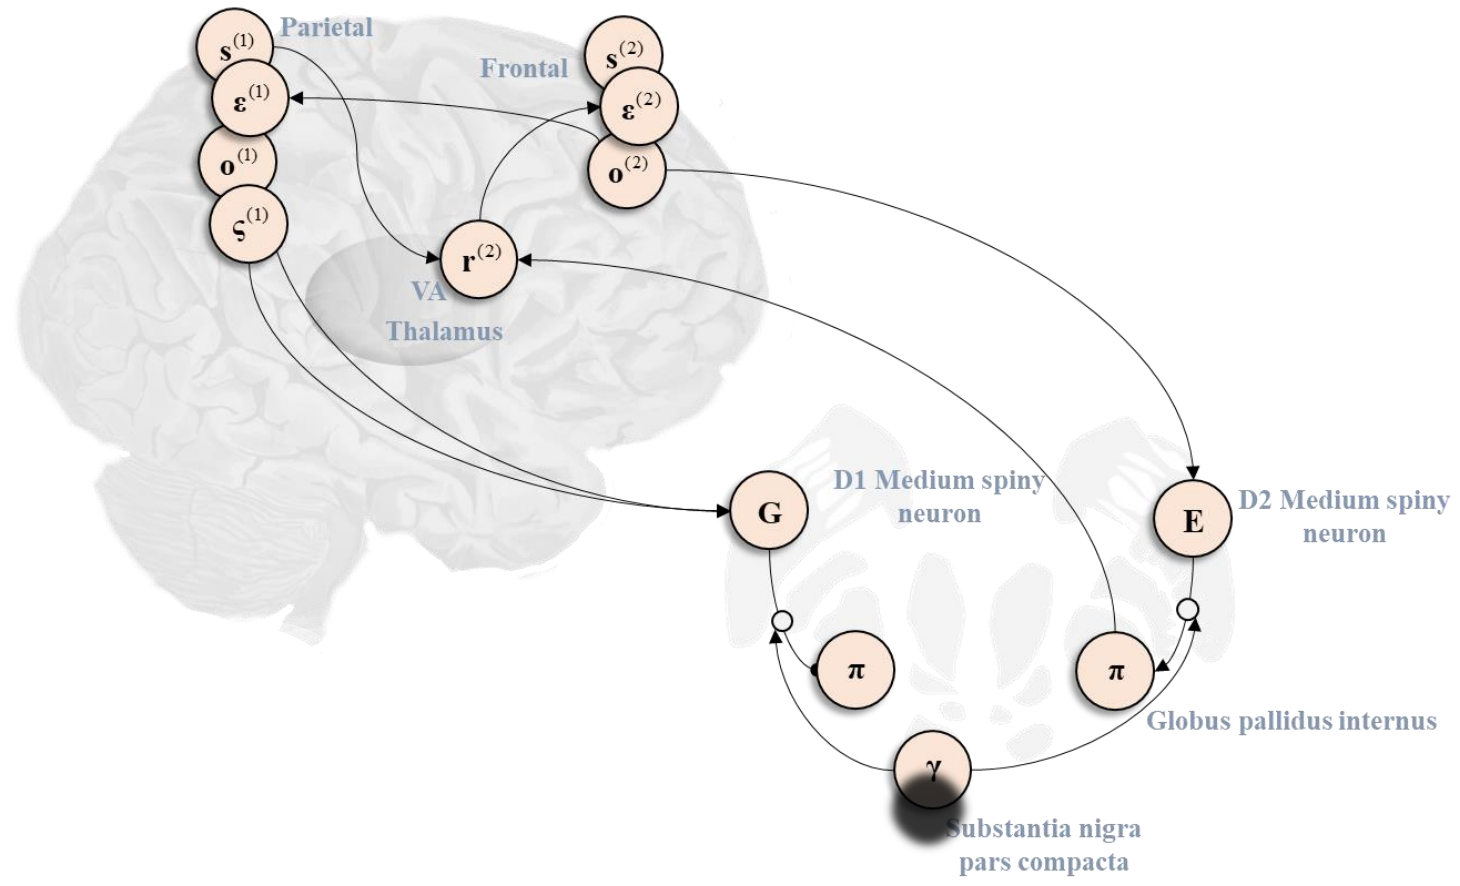 s(1)
Parietal
s(2)
Frontal
ε(1)
ε(2)
o(1)
o(2)
ς(1)
r(2)
VA
Thalamus
G
D1 Medium spiny
neuron
E
D2 Medium spiny
neuron
π
π
Globus pallidus internus
γ
Substantia nigra
pars compacta